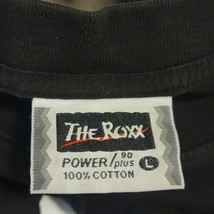 THE ROXX
POWER/90 plus L
100% COTTON